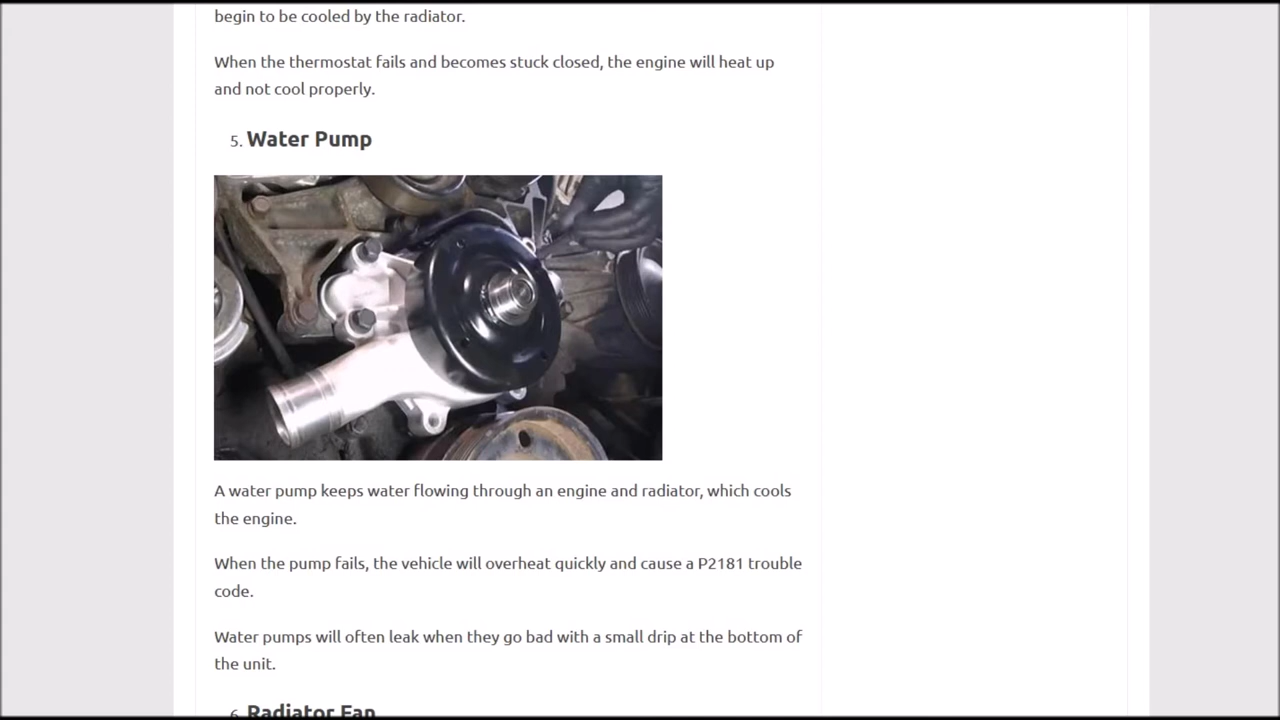 begin to be cooled by the radiator.
When the thermostat fails and becomes stuck closed, the engine will heat up
and not cool properly.
5. Water Pump
A water pump keeps water flowing through an engine and radiator, which cools
the engine.
When the pump fails, the vehicle will overheat quickly and cause a P2181 trouble
code.
Water pumps will often leak when they go bad with a small drip at the bottom of
the unit.
6. Radiator Fan